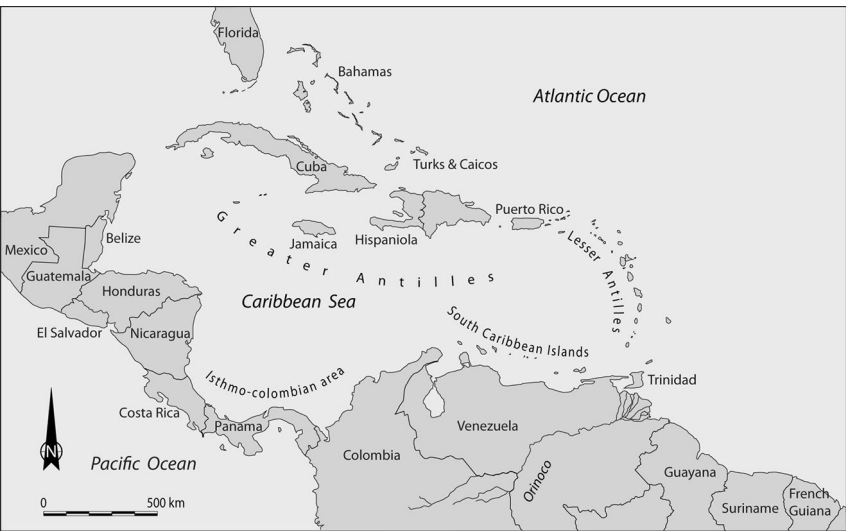 Florida
Bahamas
Atlantic Ocean
Cuba
Turks & Caicos
Puerto Rico
Jamaica
Hispaniola
Greater Antilles
Lesser Antilles
Mexico
Belize
Guatemala
Honduras
Caribbean Sea
El Salvador
Nicaragua
South Caribbean Islands
Isthmo-colombian area
Trinidad
Costa Rica
Panama
Venezuela
Colombia
Orinoco
Guayana
Suriname
French
Guiana
N
Pacific Ocean
0 500 km